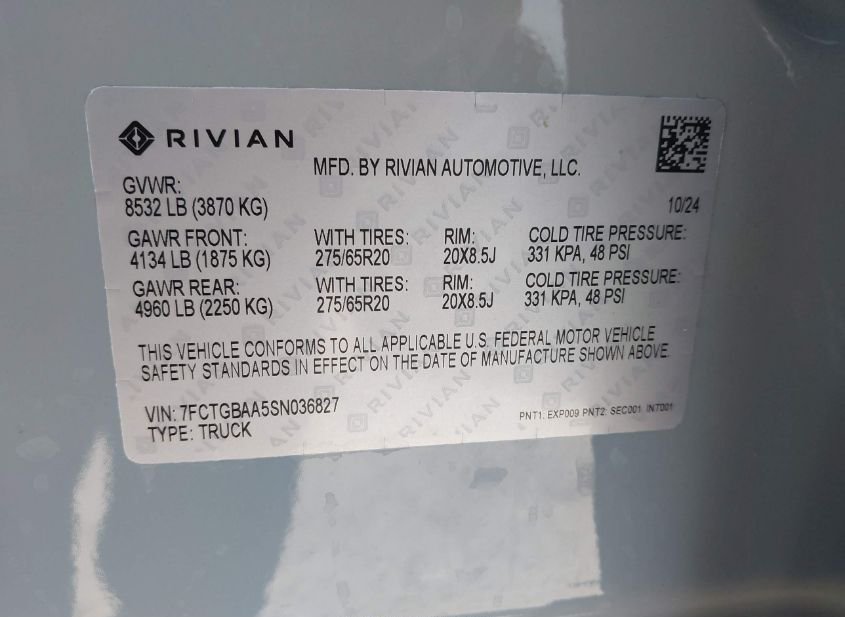 RIVIAN
MFD. BY RIVIAN AUTOMOTIVE, LLC.
GVWR:
8532 LB (3870 KG)
10/24
GAWR FRONT: WITH TIRES: RIM: COLD TIRE PRESSURE:
4134 LB (1875 KG) 275/65R20 20X8.5J 331 KPA, 48 PSI
GAWR REAR: WITH TIRES: RIM: COLD TIRE PRESSURE:
4960 LB (2250 KG) 275/65R20 20X8.5J 331 KPA, 48 PSI
THIS VEHICLE CONFORMS TO ALL APPLICABLE U.S. FEDERAL MOTOR VEHICLE
SAFETY STANDARDS IN EFFECT ON THE DATE OF MANUFACTURE SHOWN ABOVE.
VIN: 7FCTGBAA5SN036827
PNT1: EXP009 PNT2: SEC001 INT001
TYPE: TRUCK